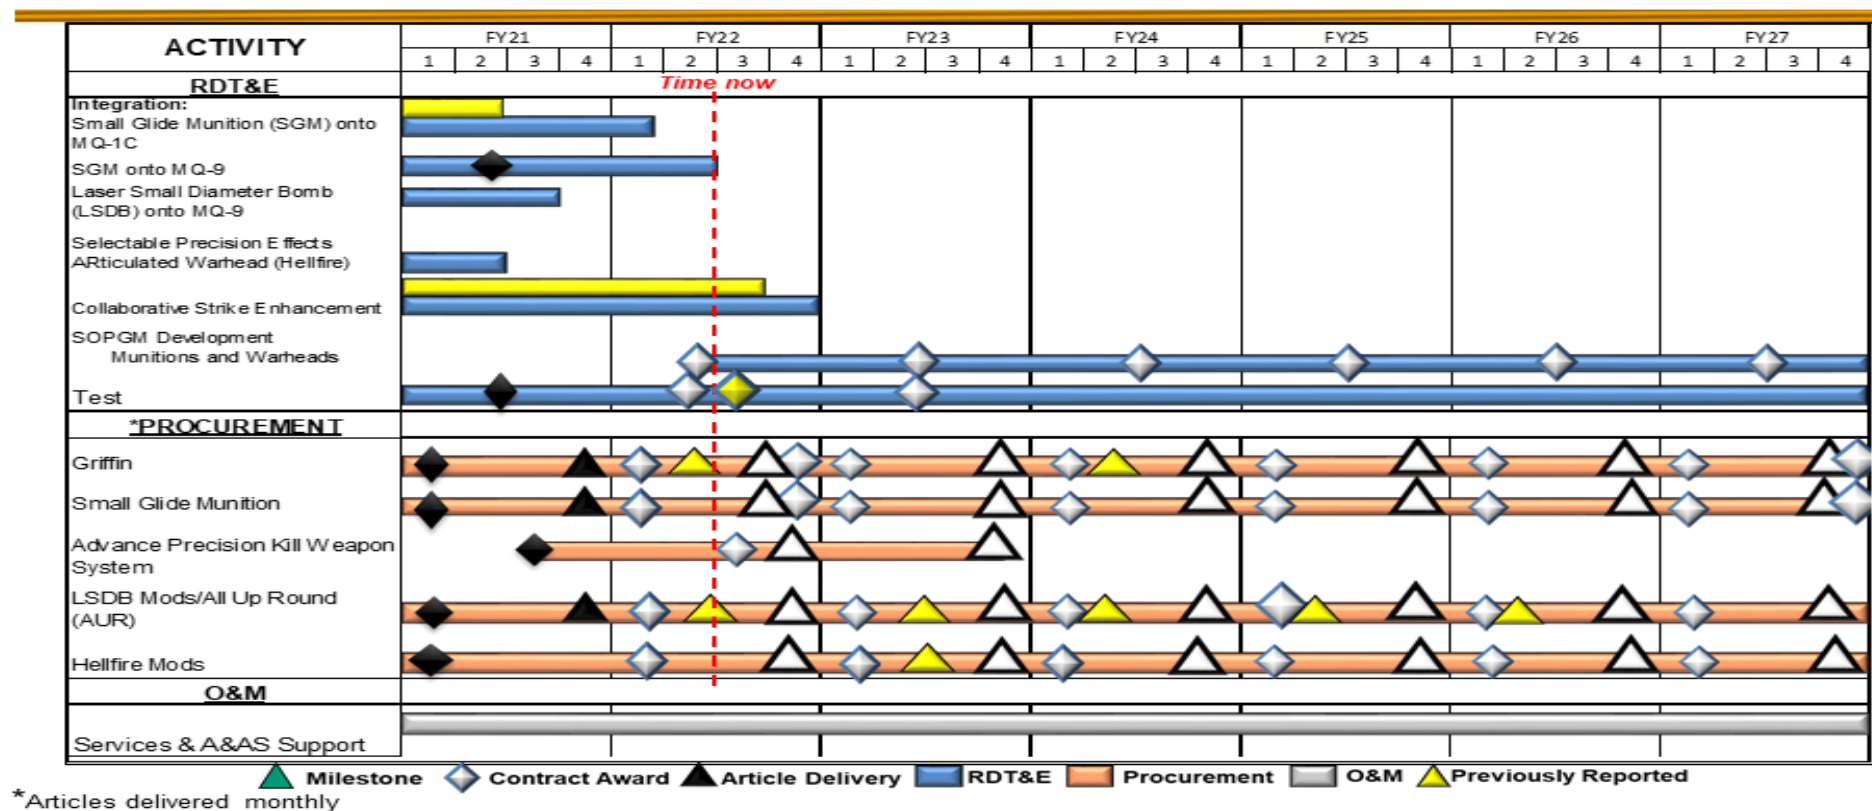 ACTIVITY FY21 FY22 FY23 FY24 FY25 FY26 FY27
1 2 3 4 1 2 3 4 1 2 3 4 1 2 3 4 1 2 3 4 1 2 3 4 1 2 3 4
RDT&E Time now
Integration:
Small Glide Munition (SGM) onto
MQ-1C
SGM onto MQ-9
Laser Small Diameter Bomb
(LSDB) onto MQ-9
Selectable Precision Effects
ARticulated Warhead (Hellfire)
Collaborative Strike Enhancement
SOPGM Development
Munitions and Warheads
Test
*PROCUREMENT
Griffin
Small Glide Munition
Advance Precision Kill Weapon
System
LSDB Mods/All Up Round
(AUR)
Hellfire Mods
O&M
Services & A&AS Support
Milestone Contract Award Article Delivery RDT&E Procurement O&M Previously Reported
*Articles delivered monthly